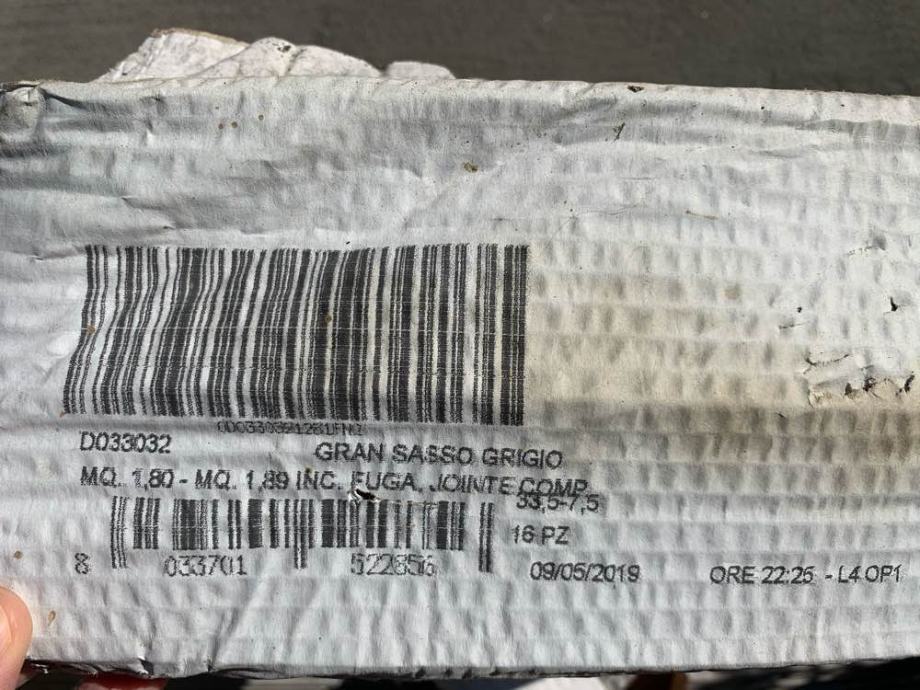 D033032 GRAN SASSO GRIGIO
MQ. 1,80 - MQ. 1,89 INC. FUGA, JOINTE COMP.
33,5-7,5
16 PZ
8 033701 522856 09/05/2019 ORE 22:25 - L4 OP1